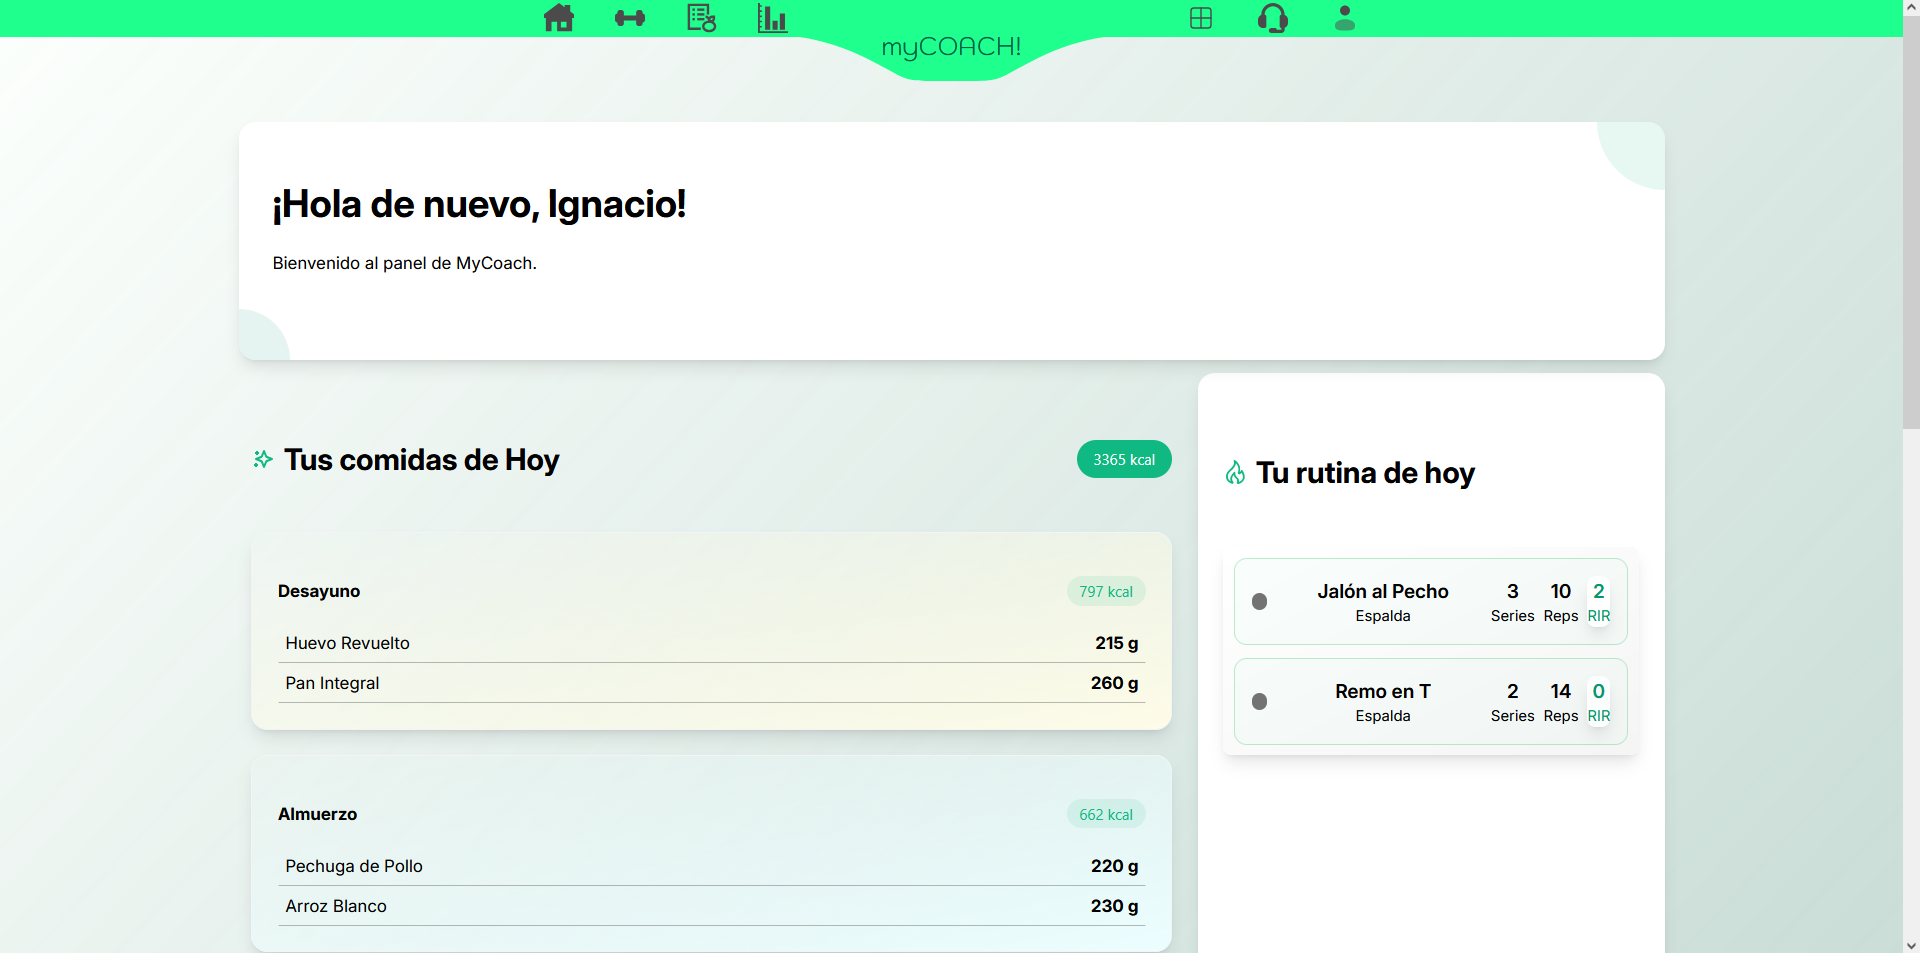 myCOACH!
¡Hola de nuevo, Ignacio!
Bienvenido al panel de MyCoach.
Tus comidas de Hoy
3365 kcal
Desayuno
797 kcal
Huevo Revuelto
215 g
Pan Integral
260 g
Almuerzo
662 kcal
Pechuga de Pollo
220 g
Arroz Blanco
230 g
Tu rutina de hoy
Jalón al Pecho
Espalda
3
Series
10
Reps
2
RIR
Remo en T
Espalda
2
Series
14
Reps
0
RIR